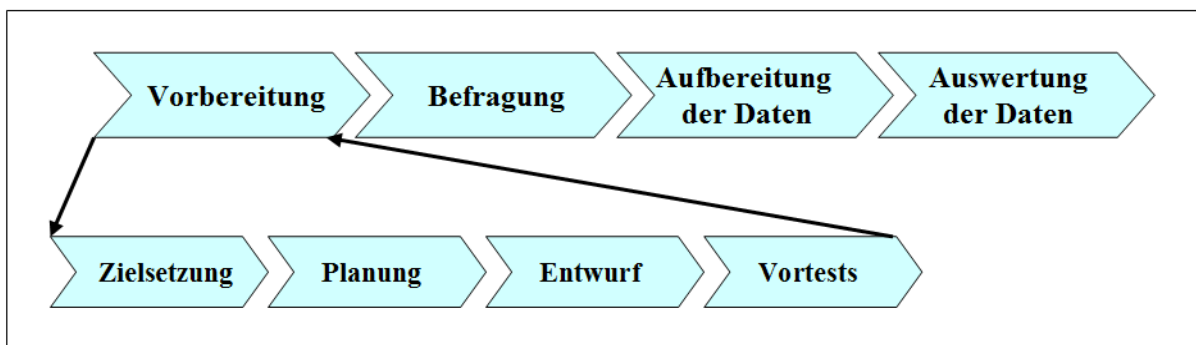 Vorbereitung
Befragung
Aufbereitung
der Daten
Auswertung
der Daten
Zielsetzung
Planung
Entwurf
Vortests